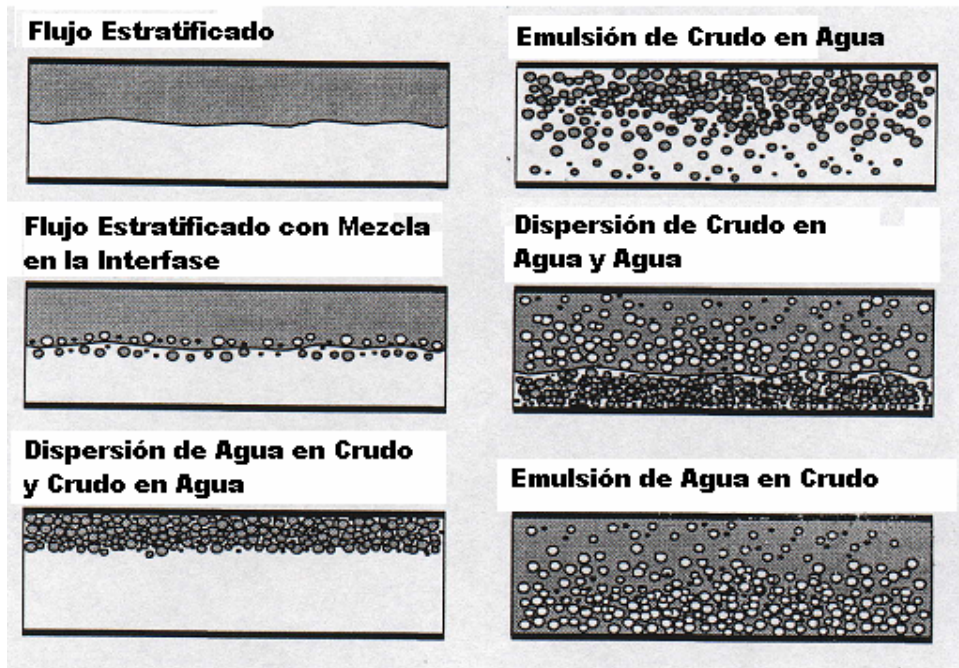 Flujo Estratificado
Emulsión de Crudo en Agua
Flujo Estratificado con Mezcla
en la Interfase
Dispersión de Crudo en
Agua y Agua
Dispersión de Agua en Crudo
y Crudo en Agua
Emulsión de Agua en Crudo